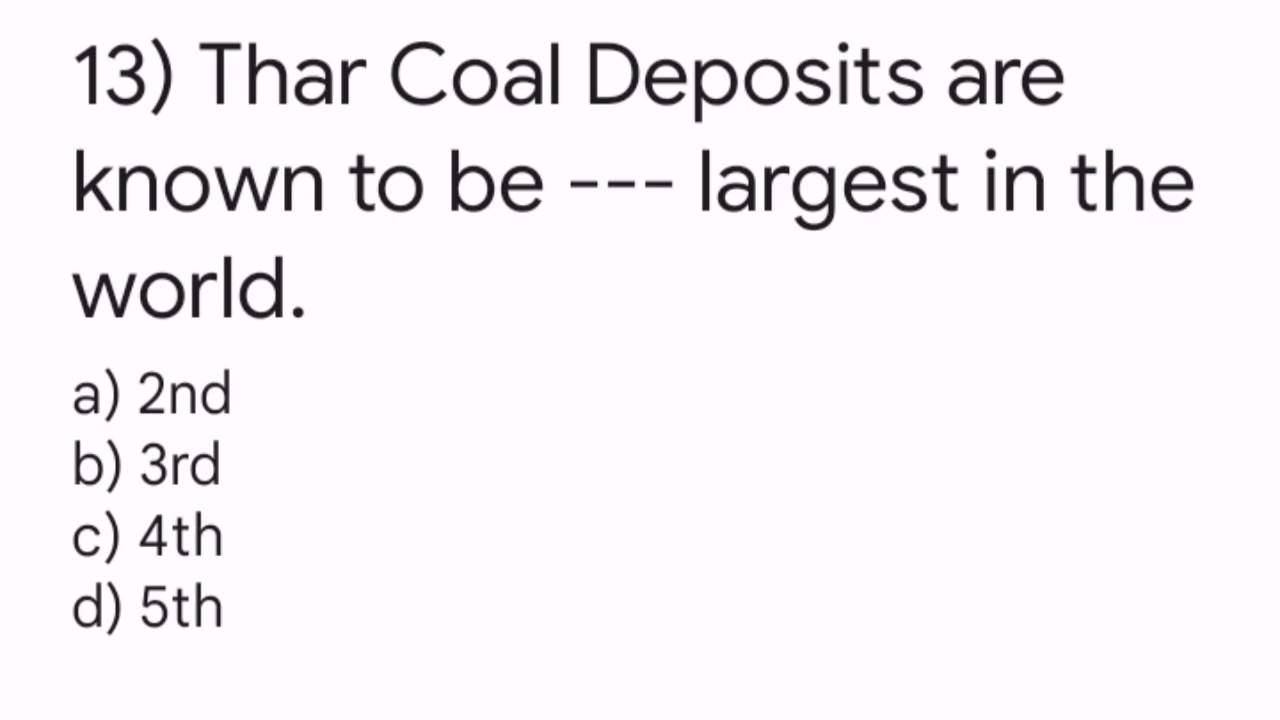 13) Thar Coal Deposits are
known to be --- largest in the
world.
a) 2nd
b) 3rd
c) 4th
d) 5th